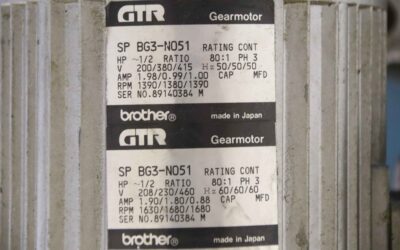 GTR Gearmotor
SP BG3-N051 RATING CONT
HP ~1/2 RATIO 80:1 PH 3
V 200/380/415 Hz=50/50/50
AMP 1.98/0.99/1.00 CAP MFD
RPM 1390/1380/1390
SER NO.89140384 M
brother® made in Japan
GTR Gearmotor
SP BG3-N051 RATING CONT
HP ~1/2 RATIO 80:1 PH 3
V 208/230/460 Hz=60/60/60
AMP 1.90/1.80/0.88 CAP MFD
RPM 1630/1680/1680
SER NO.89140384 M
brother® made in Japan